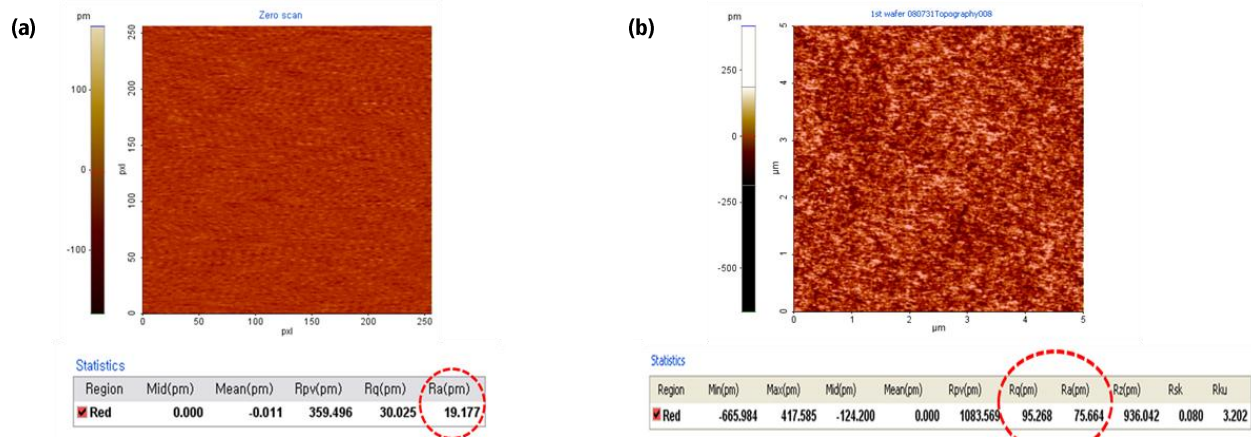 (a)
pm
Zero scan
100
0
-100
250
200
150
100
50
0
pxl
0 50 100 150 200 250
pxl
Statistics
Region Mid(pm) Mean(pm) Rpv(pm) Rq(pm) Ra(pm)
Red 0.000 -0.011 359.496 30.025 19.177
(b)
pm
1st wafer 080731Topography008
250
0
-250
-500
5
4
3
2
1
0
µm
0 1 2 3 4 5
µm
Statistics
Region Min(pm) Max(pm) Mid(pm) Mean(pm) Rpv(pm) Rq(pm) Ra(pm) Rz(pm) Rsk Rku
Red -665.984 417.585 -124.200 0.000 1083.569 95.268 75.664 936.042 0.080 3.202